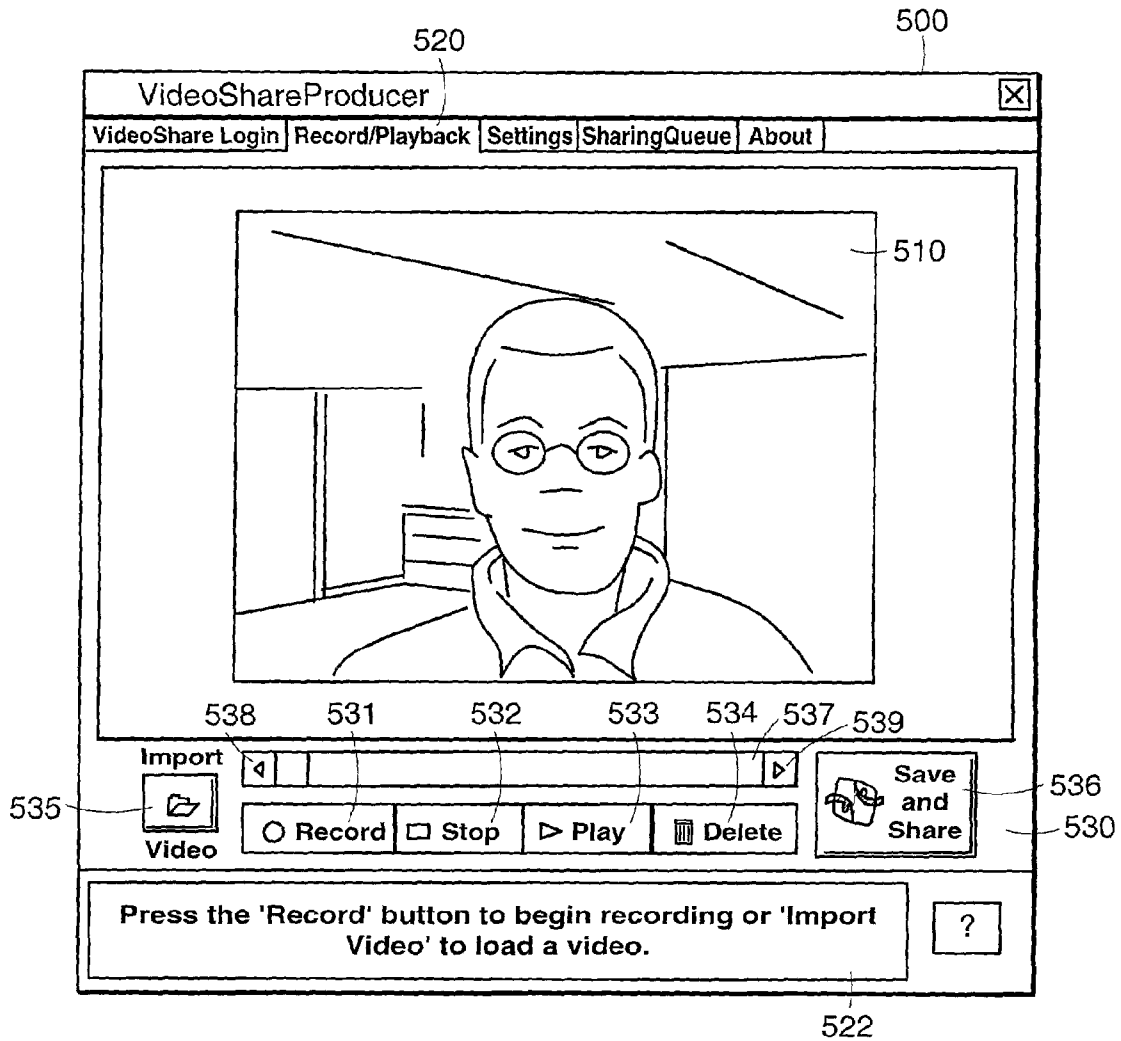 500
520
VideoShareProducer
VideoShare Login Record/Playback Settings SharingQueue About
510
538 531 532 533 534 537 539
Import
Video
535
Record Stop Play Delete
Save
and
Share
536
530
Press the 'Record' button to begin recording or 'Import
Video' to load a video.
?
522